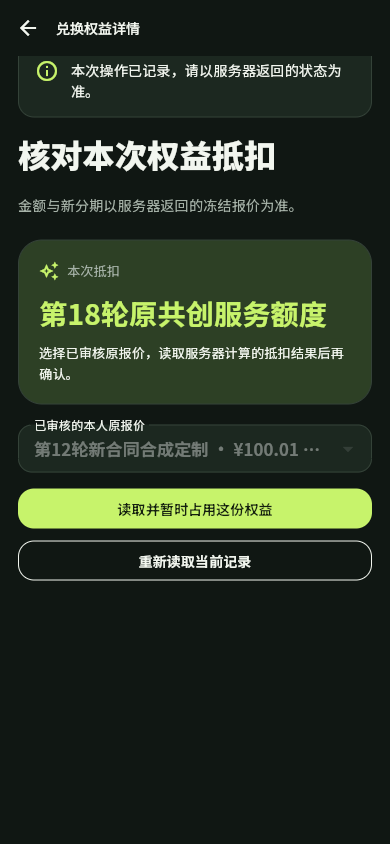 兑换权益详情
本次操作已记录，请以服务器返回的状态为
准。
核对本次权益抵扣
金额与新分期以服务器返回的冻结报价为准。
本次抵扣
第18轮原共创服务额度
选择已审核原报价，读取服务器计算的抵扣结果后再
确认。
已审核的本人原报价
第12轮新合同合成定制 • ¥100.01 ···
读取并暂时占用这份权益
重新读取当前记录